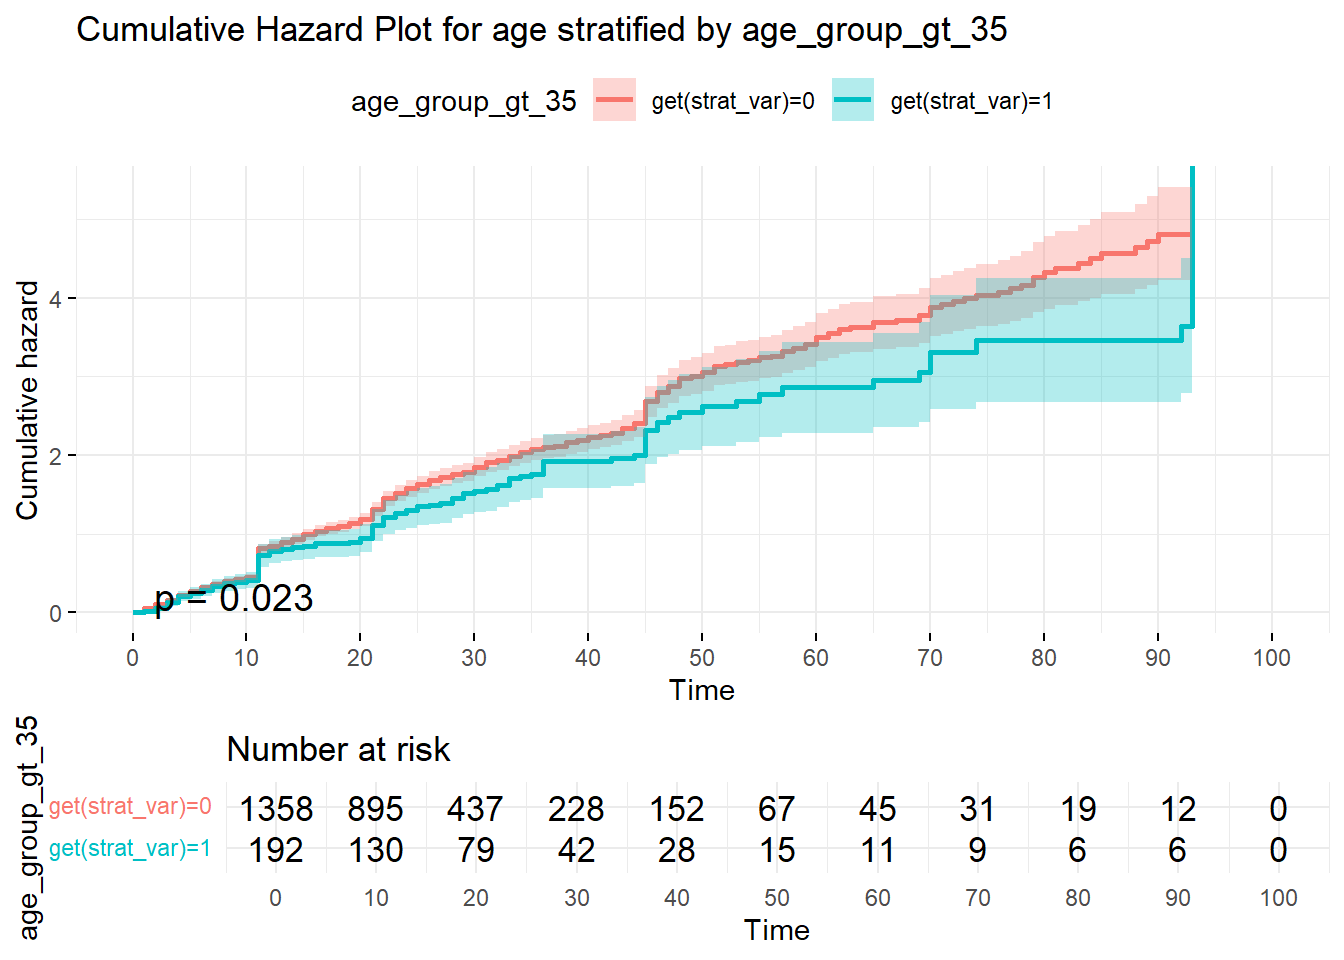 Cumulative Hazard Plot for age stratified by age_group_gt_35
age_group_gt_35 get(strat_var)=0 get(strat_var)=1
Cumulative hazard
4
2
0
p = 0.023
0 10 20 30 40 50 60 70 80 90 100
Time
Number at risk
age_group_gt_35
get(strat_var)=0 1358 895 437 228 152 67 45 31 19 12 0
get(strat_var)=1 192 130 79 42 28 15 11 9 6 6 0
0 10 20 30 40 50 60 70 80 90 100
Time